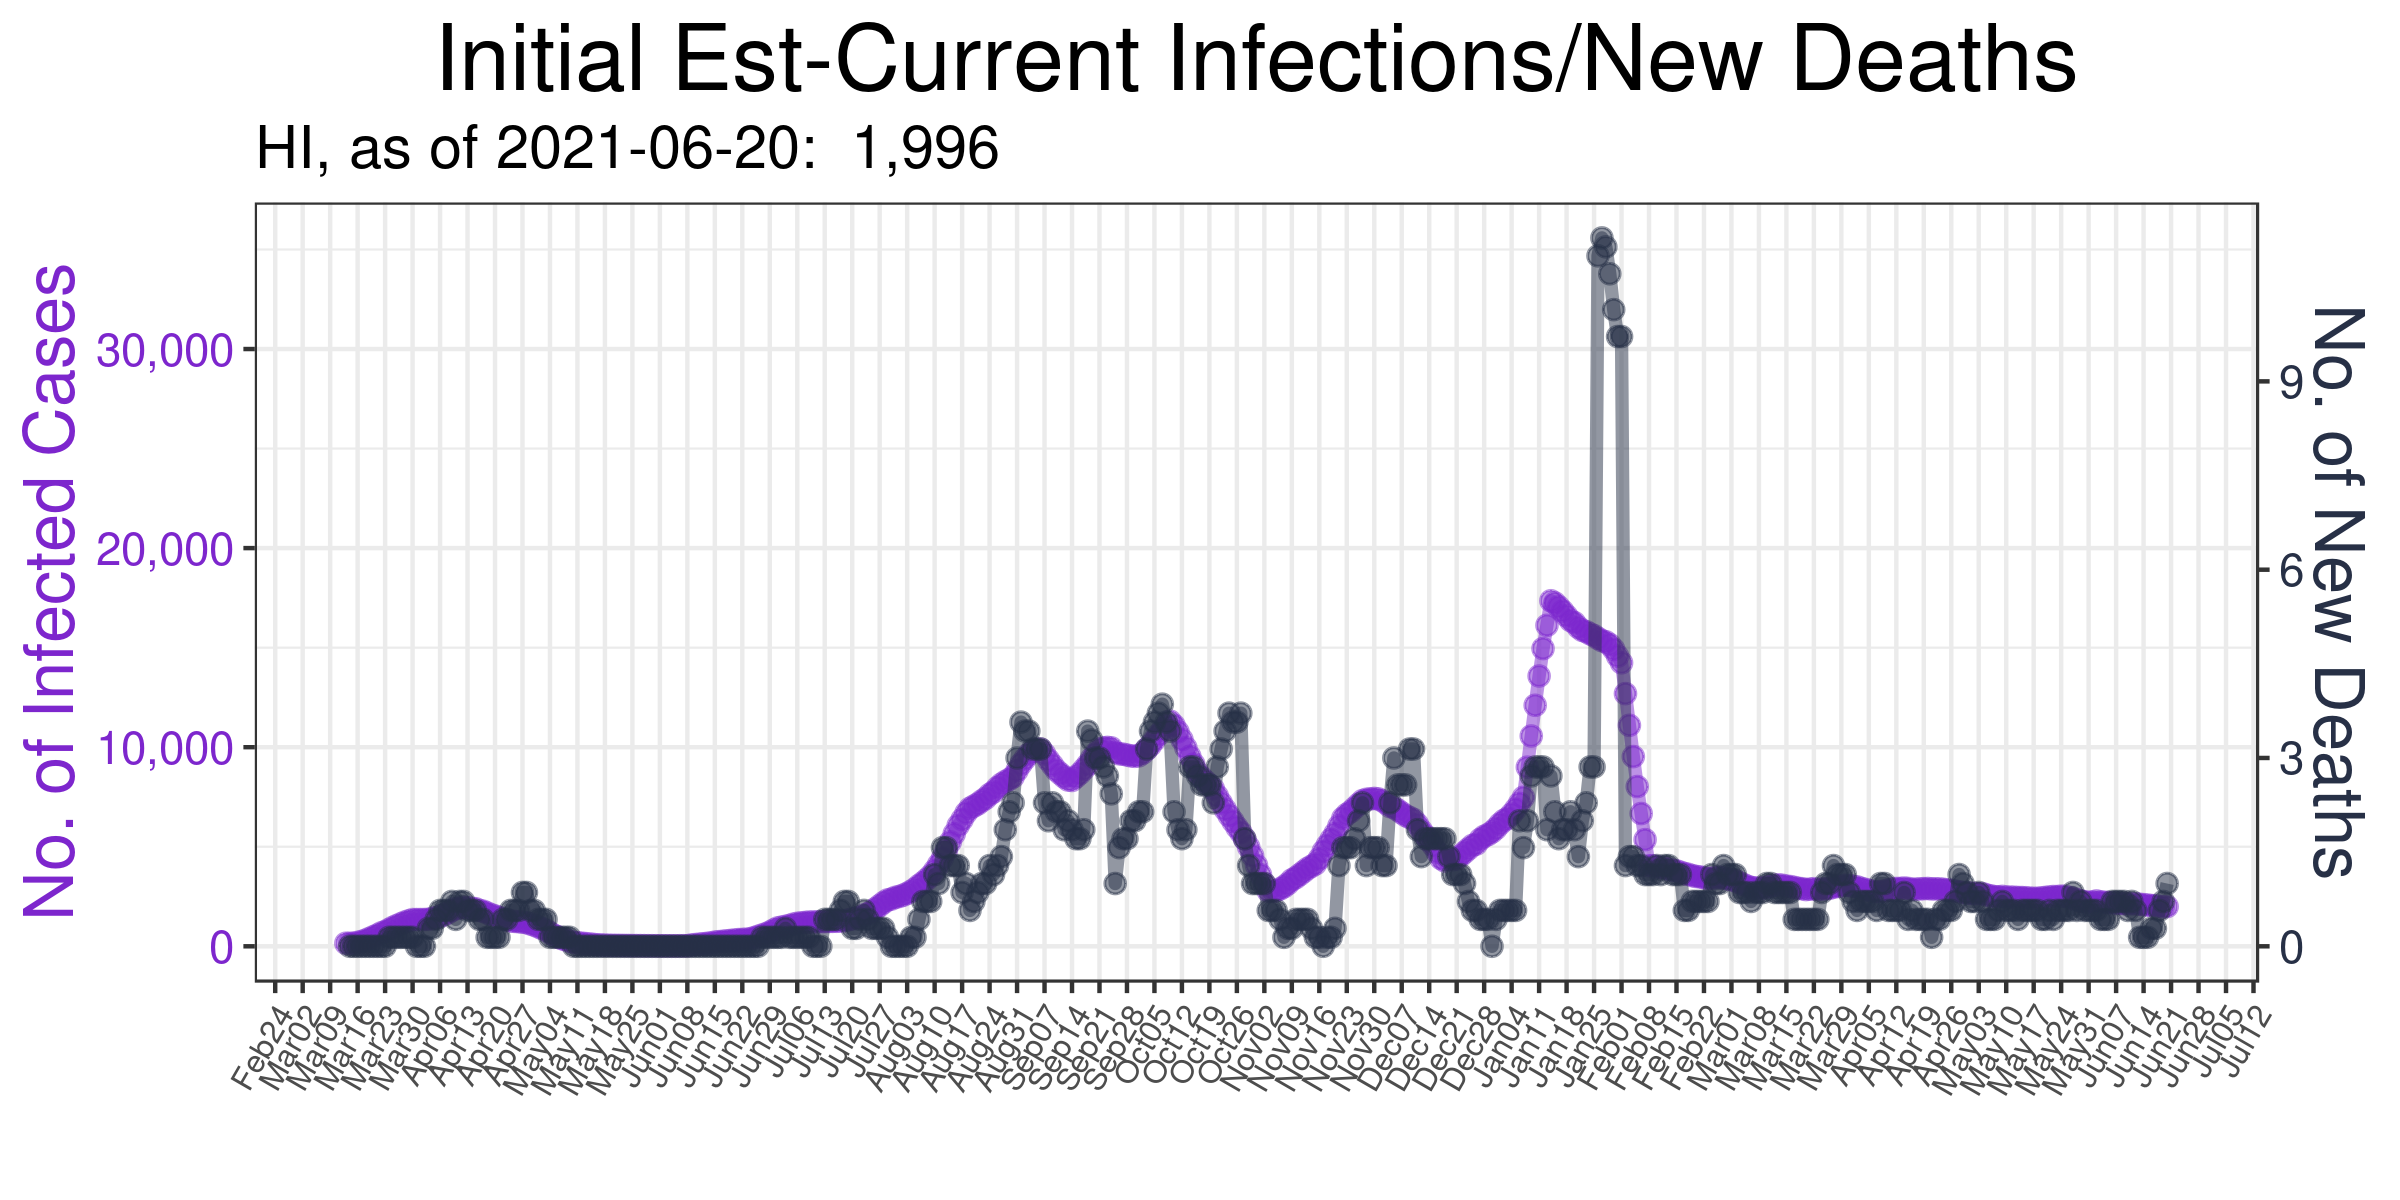 Initial Est-Current Infections/New Deaths
HI, as of 2021-06-20:  1,996
No. of Infected Cases
30,000
20,000
10,000
0
No. of New Deaths
9
6
3
0
Feb24
Mar02
Mar09
Mar16
Mar23
Mar30
Apr06
Apr13
Apr20
Apr27
May04
May11
May18
May25
Jun01
Jun08
Jun15
Jun22
Jun29
Jul06
Jul13
Jul20
Jul27
Aug03
Aug10
Aug17
Aug24
Aug31
Sep07
Sep14
Sep21
Sep28
Oct05
Oct12
Oct19
Oct26
Nov02
Nov09
Nov16
Nov23
Nov30
Dec07
Dec14
Dec21
Dec28
Jan04
Jan11
Jan18
Jan25
Feb01
Feb08
Feb15
Feb22
Mar01
Mar08
Mar15
Mar22
Mar29
Apr05
Apr12
Apr19
Apr26
May03
May10
May17
May24
May31
Jun07
Jun14
Jun21
Jun28
Jul05
Jul12